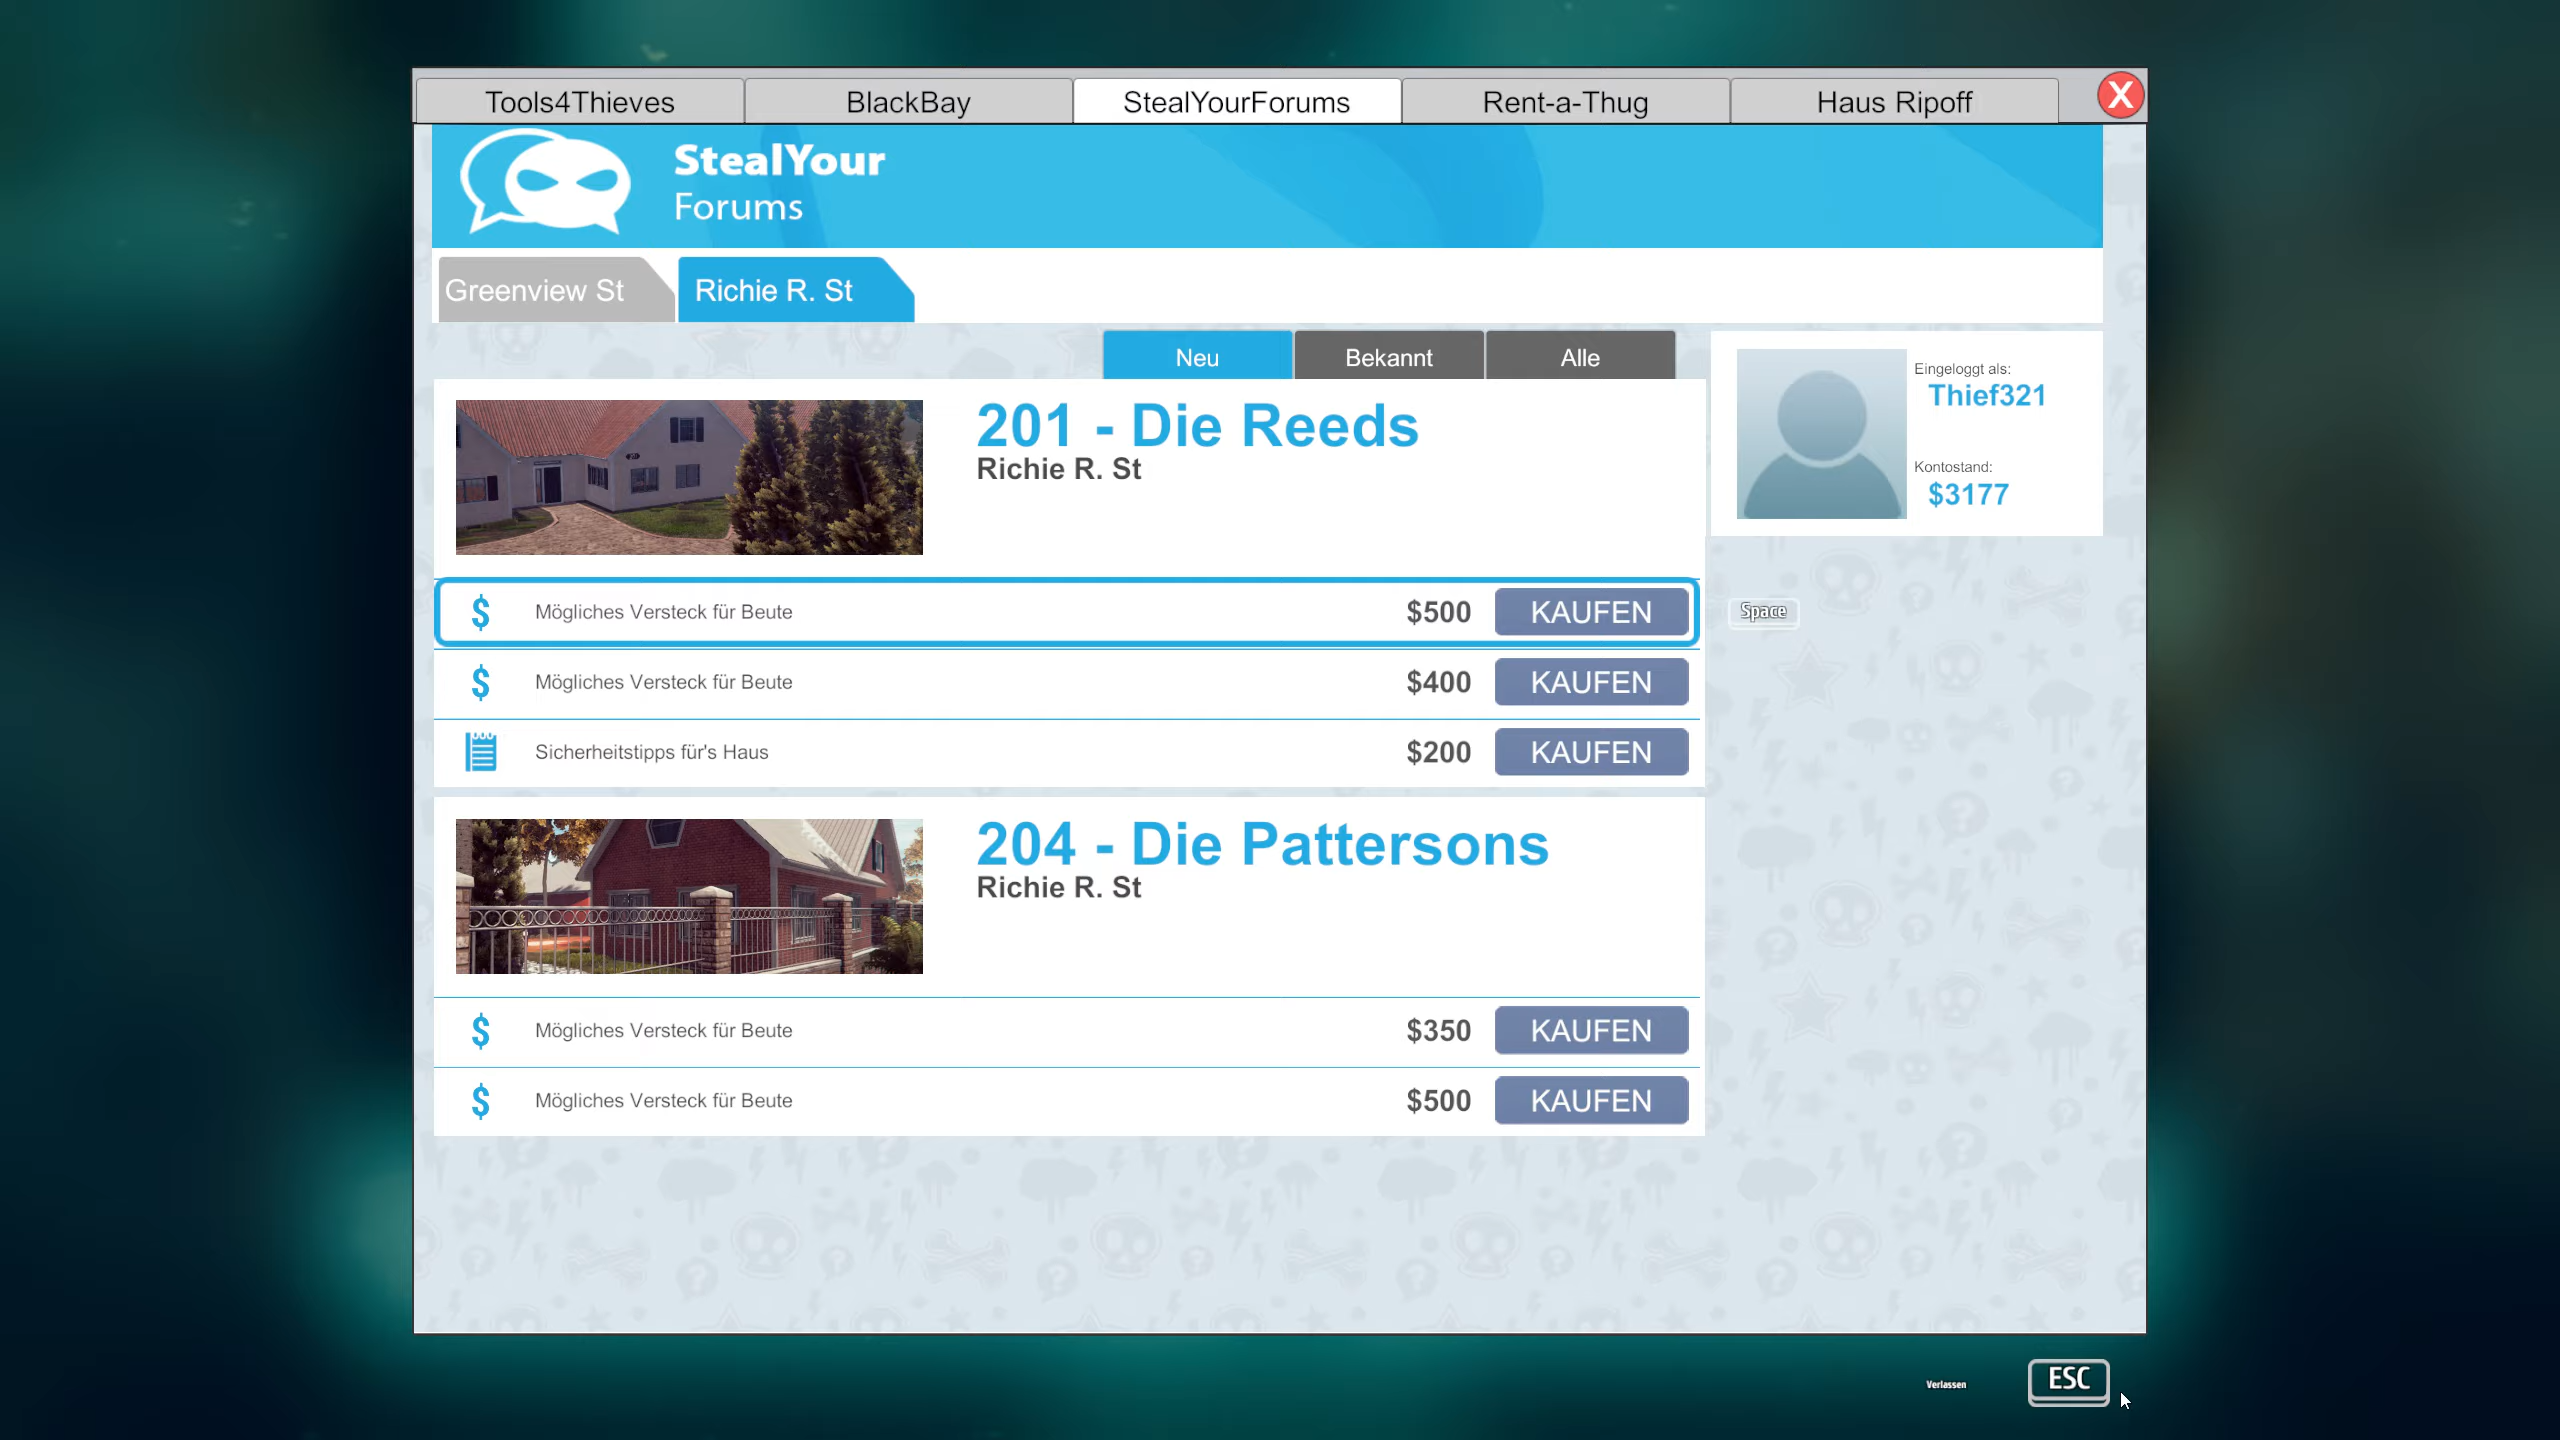 Tools4Thieves
BlackBay
StealYourForums
Rent-a-Thug
Haus Ripoff
X
StealYour
Forums
Greenview St
Richie R. St
Neu
Bekannt
Alle
Eingeloggt als:
Thief321
Kontostand:
$3177
201 - Die Reeds
Richie R. St
$ Mögliches Versteck für Beute $500 KAUFEN
Space
$ Mögliches Versteck für Beute $400 KAUFEN
Sicherheitstipps für's Haus $200 KAUFEN
204 - Die Pattersons
Richie R. St
$ Mögliches Versteck für Beute $350 KAUFEN
$ Mögliches Versteck für Beute $500 KAUFEN
Verlassen
ESC